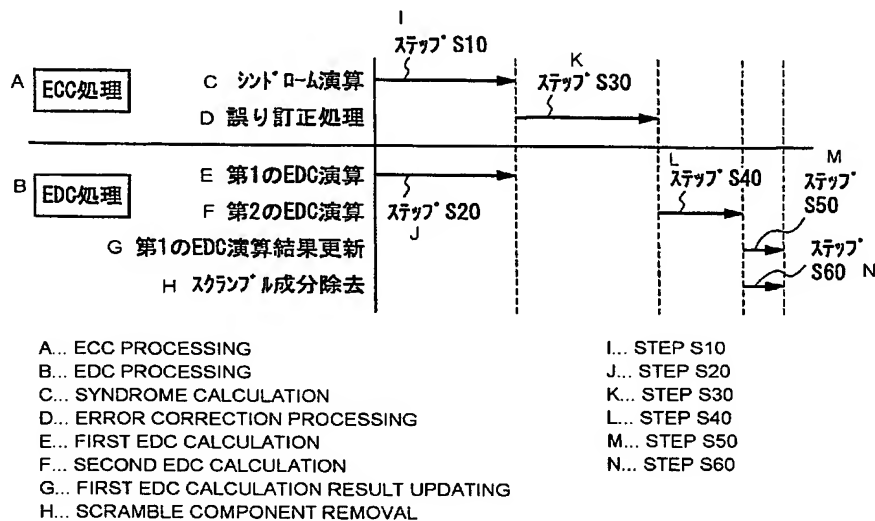 I
ステップS10
K
A ECC処理 C シンドローム演算 ステップS30
D 誤り訂正処理
L M
E 第1のEDC演算 ステップS40 ステップS50
B EDC処理 F 第2のEDC演算 ステップS20
J
G 第1のEDC演算結果更新 ステップS60 N
H スクランブル成分除去
A... ECC PROCESSING
B... EDC PROCESSING
C... SYNDROME CALCULATION
D... ERROR CORRECTION PROCESSING
E... FIRST EDC CALCULATION
F... SECOND EDC CALCULATION
G... FIRST EDC CALCULATION RESULT UPDATING
H... SCRAMBLE COMPONENT REMOVAL
I... STEP S10
J... STEP S20
K... STEP S30
L... STEP S40
M... STEP S50
N... STEP S60